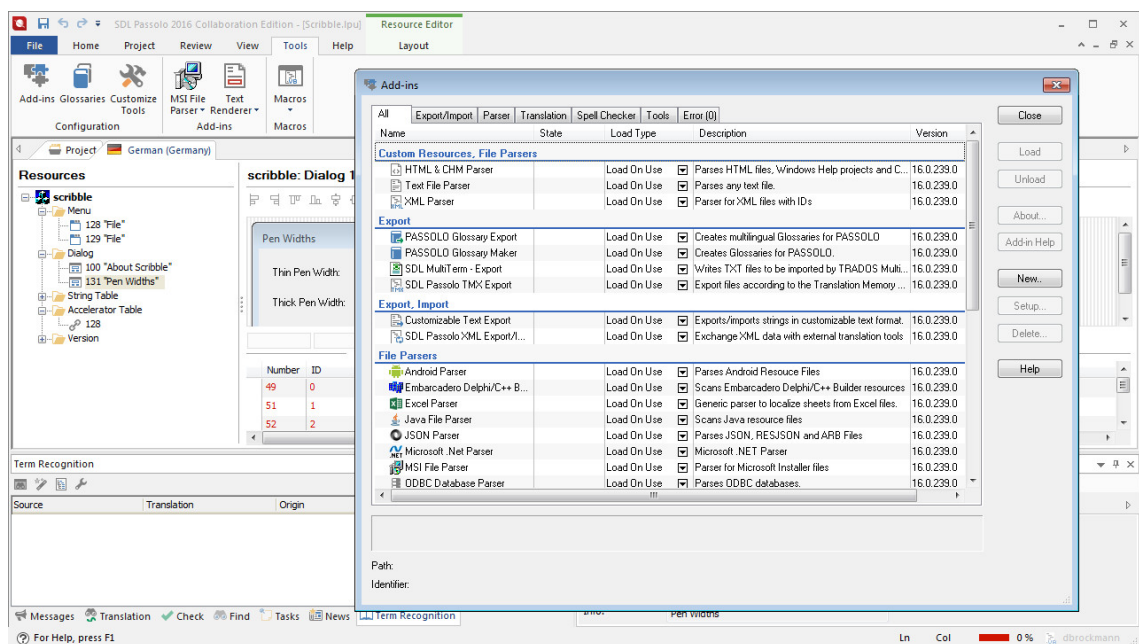 SDL Passolo 2016 Collaboration Edition - [Scribble.lpu]
Resource Editor
File Home Project Review View Tools Help Layout
Add-ins Glossaries Customize Tools
MSI File Parser Text Renderer Macros
Configuration Add-ins Macros
Project German (Germany)
Resources
scribble
Menu
128 "File"
129 "File"
Dialog
100 "About Scribble"
131 "Pen Widths"
String Table
Accelerator Table
128
Version
scribble: Dialog 1
Pen Widths
Thin Pen Width:
Thick Pen Width:
Number ID
49 0
51 1
52 2
Add-ins
All Export/Import Parser Translation Spell Checker Tools Error (0)
Name State Load Type Description Version
Custom Resources, File Parsers
HTML & CHM Parser Load On Use Parses HTML files, Windows Help projects and C... 16.0.239.0
Text File Parser Load On Use Parses any text file. 16.0.239.0
XML Parser Load On Use Parser for XML files with IDs 16.0.239.0
Export
PASSOLO Glossary Export Load On Use Creates multilingual Glossaries for PASSOLO 16.0.239.0
PASSOLO Glossary Maker Load On Use Creates Glossaries for PASSOLO. 16.0.239.0
SDL MultiTerm - Export Load On Use Writes TXT files to be imported by TRADOS Multi... 16.0.239.0
SDL Passolo TMX Export Load On Use Export files according to the Translation Memory ... 16.0.239.0
Export, Import
Customizable Text Export Load On Use Exports/imports strings in customizable text format. 16.0.239.0
SDL Passolo XML Export/I... Load On Use Exchange XML data with external translation tools 16.0.239.0
File Parsers
Android Parser Load On Use Parses Android Resouce Files 16.0.239.0
Embarcadero Delphi/C++ B... Load On Use Scans Embarcadero Delphi/C++ Builder resources 16.0.239.0
Excel Parser Load On Use Generic parser to localize sheets from Excel files. 16.0.239.0
Java File Parser Load On Use Scans Java resource files 16.0.239.0
JSON Parser Load On Use Parses JSON, RESJSON and ARB Files 16.0.239.0
Microsoft .Net Parser Load On Use Microsoft .NET Parser 16.0.239.0
MSI File Parser Load On Use Parser for Microsoft Installer files 16.0.239.0
ODBC Database Parser Load On Use Parses ODBC databases. 16.0.239.0
Path:
Identifier:
Close
Load
Unload
About...
Add-in Help
New..
Setup...
Delete...
Help
Term Recognition
Source Translation Origin
Messages Translation Check Find Tasks News Term Recognition
Info: Pen Widths
For Help, press F1
Ln Col 0 % dbrockmann